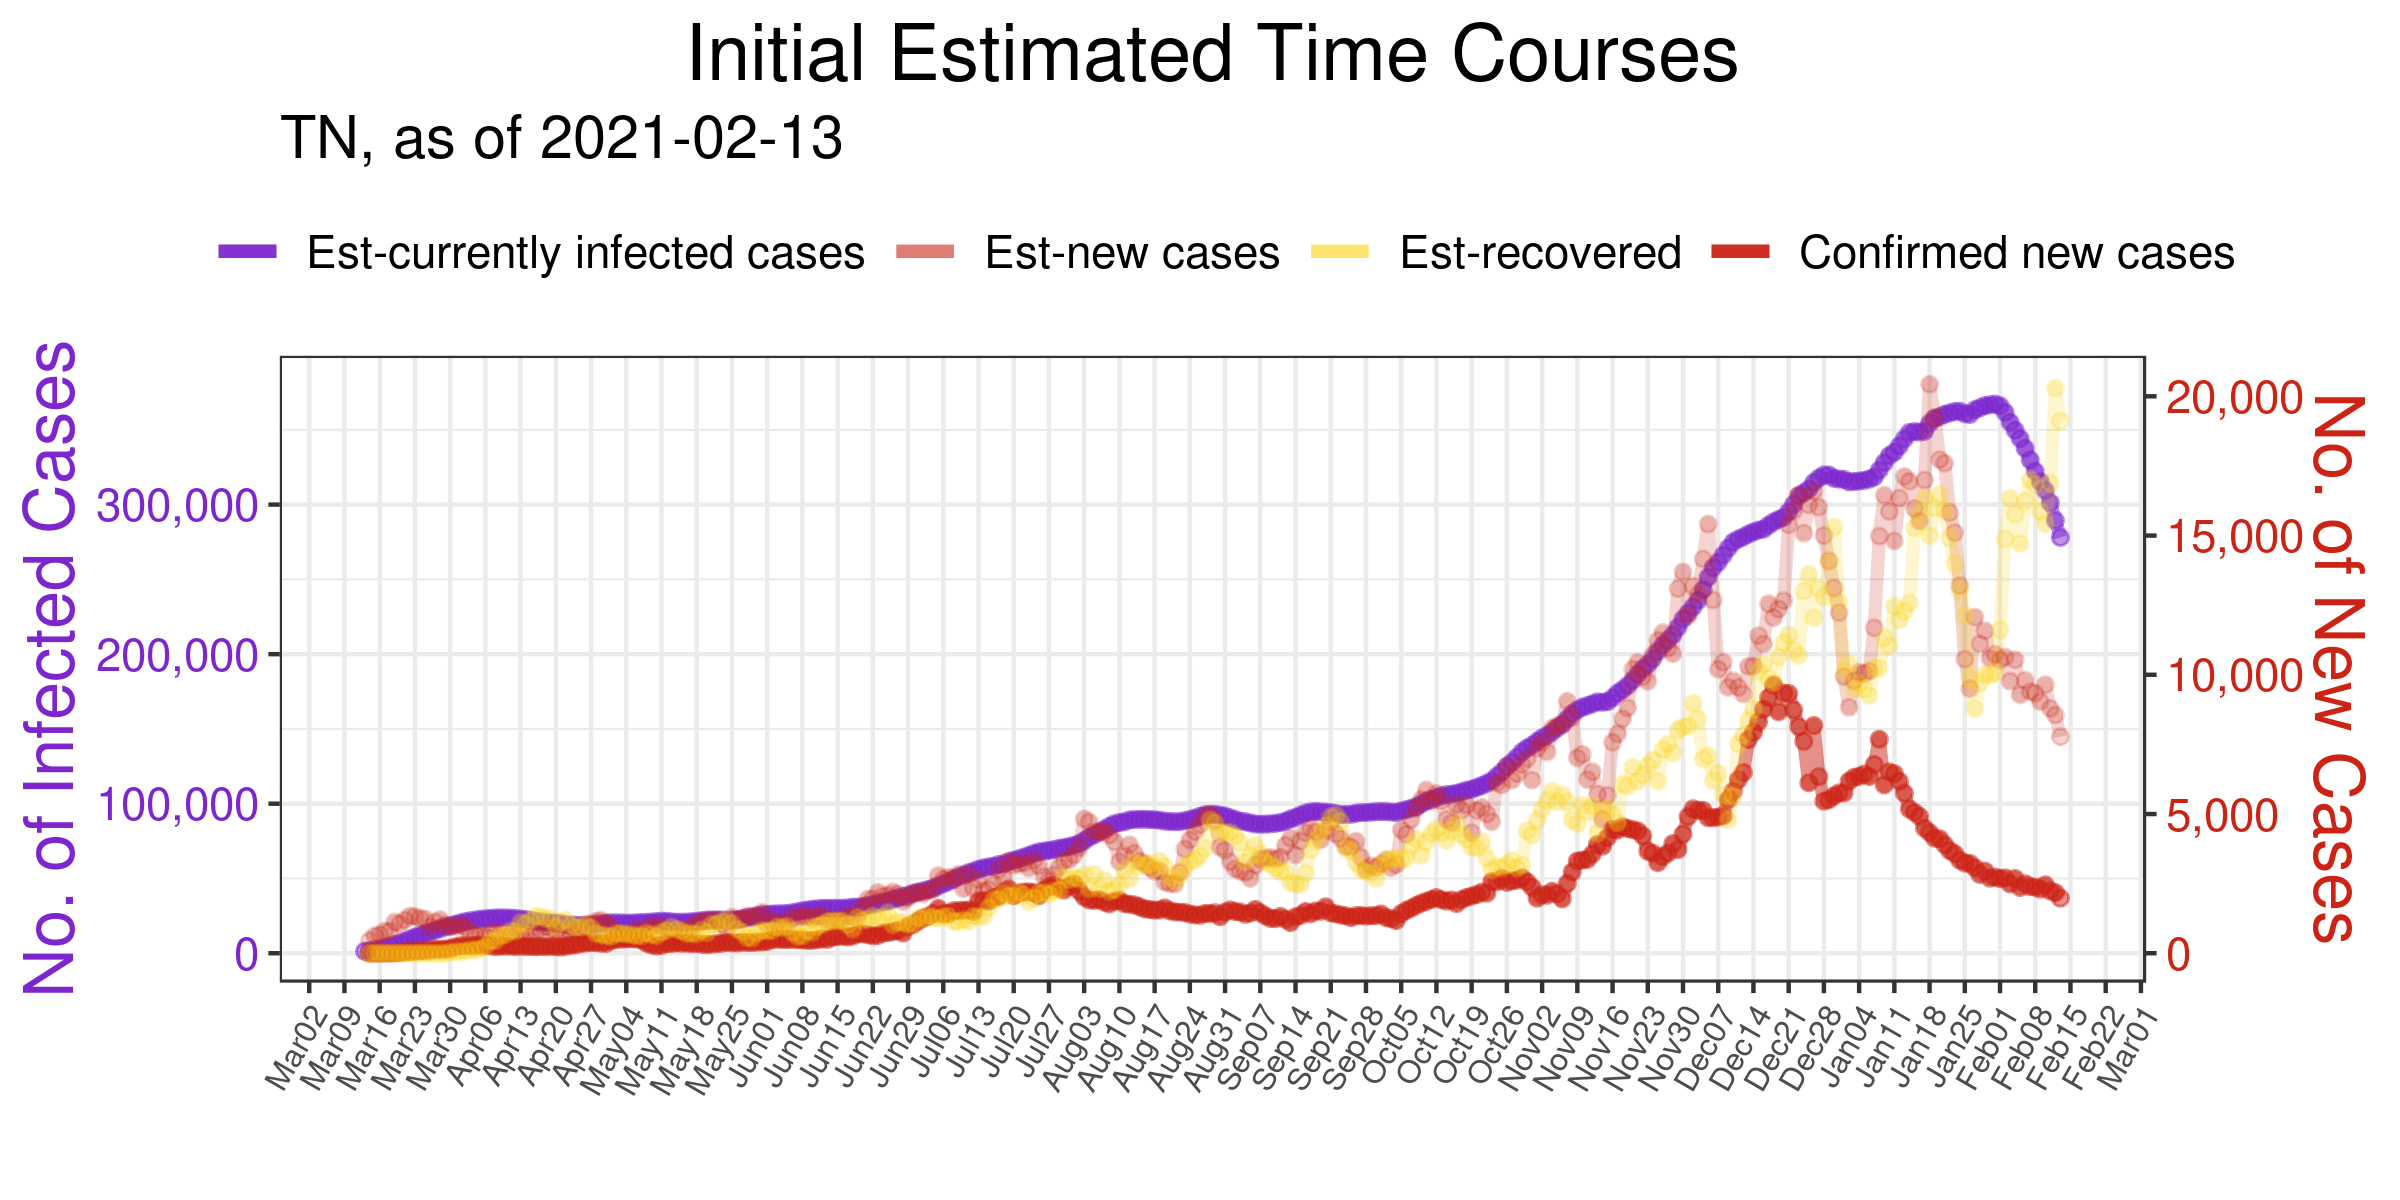 Initial Estimated Time Courses
TN, as of 2021-02-13
Est-currently infected cases
Est-new cases
Est-recovered
Confirmed new cases
No. of Infected Cases
300,000
200,000
100,000
0
20,000
15,000
10,000
5,000
0
No. of New Cases
Mar02
Mar09
Mar16
Mar23
Mar30
Apr06
Apr13
Apr20
Apr27
May04
May11
May18
May25
Jun01
Jun08
Jun15
Jun22
Jun29
Jul06
Jul13
Jul20
Jul27
Aug03
Aug10
Aug17
Aug24
Aug31
Sep07
Sep14
Sep21
Sep28
Oct05
Oct12
Oct19
Oct26
Nov02
Nov09
Nov16
Nov23
Nov30
Dec07
Dec14
Dec21
Dec28
Jan04
Jan11
Jan18
Jan25
Feb01
Feb08
Feb15
Feb22
Mar01